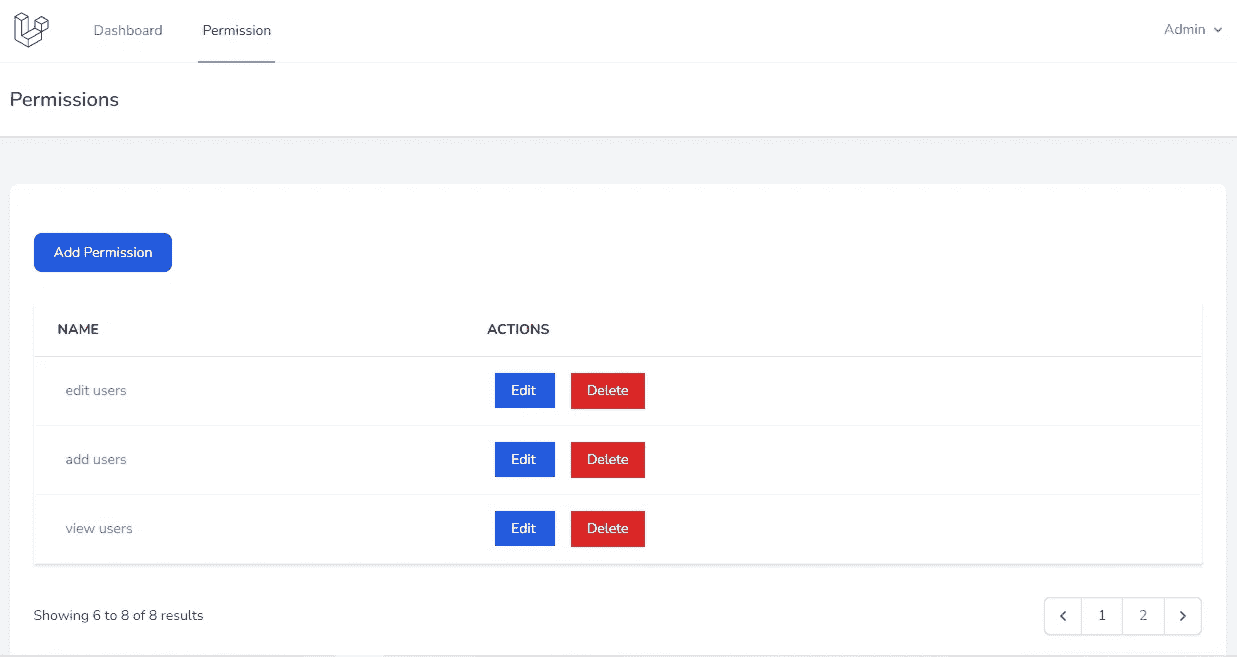 Dashboard Permission Admin
Permissions
Add Permission
NAME ACTIONS
edit users Edit Delete
add users Edit Delete
view users Edit Delete
Showing 6 to 8 of 8 results 1 2